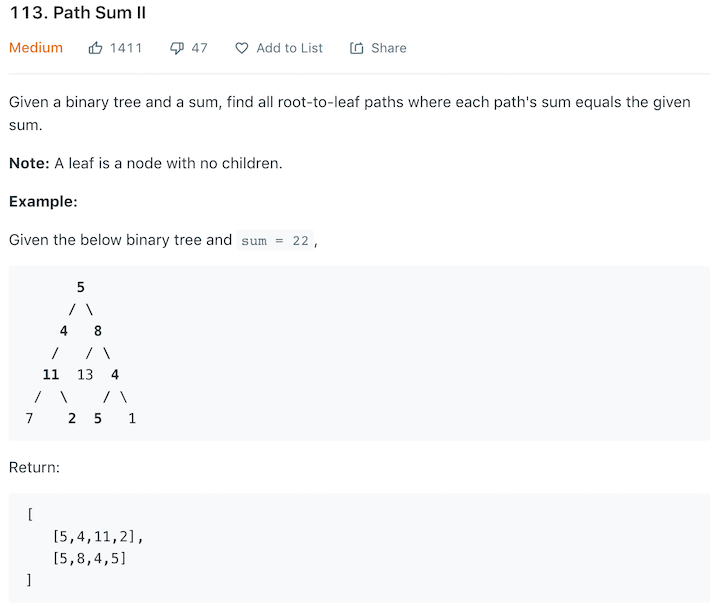 113. Path Sum II
Medium 1411 47 Add to List Share
Given a binary tree and a sum, find all root-to-leaf paths where each path's sum equals the given
sum.
Note: A leaf is a node with no children.
Example:
Given the below binary tree and sum = 22 ,
5
/ \
4 8
/ / \
11 13 4
/ \ / \
7 2 5 1
Return:
[
[5,4,11,2],
[5,8,4,5]
]